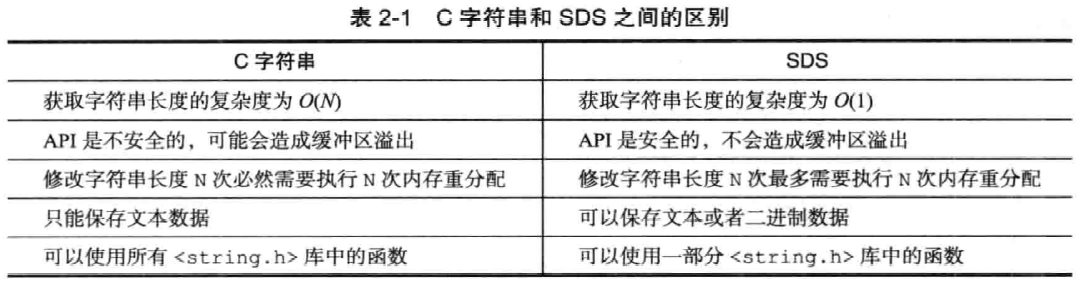 表 2-1 C 字符串和 SDS 之间的区别
C 字符串 SDS
获取字符串长度的复杂度为 O(N) 获取字符串长度的复杂度为 O(1)
API 是不安全的，可能会造成缓冲区溢出 API 是安全的，不会造成缓冲区溢出
修改字符串长度 N 次必然需要执行 N 次内存重分配 修改字符串长度 N 次最多需要执行 N 次内存重分配
只能保存文本数据 可以保存文本或者二进制数据
可以使用所有 <string.h> 库中的函数 可以使用一部分 <string.h> 库中的函数